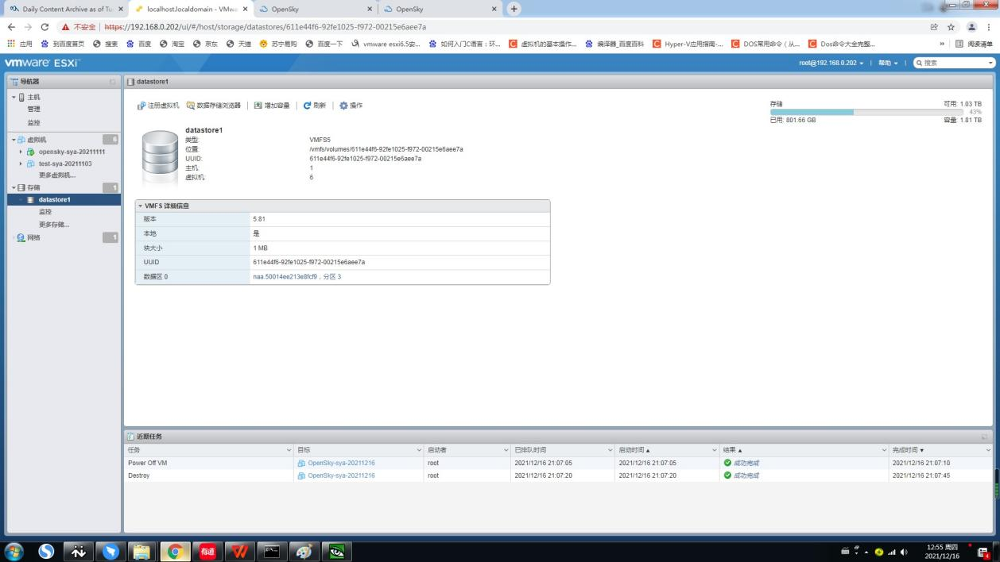 Daily Content Archive as of Tu
localhost.localdomain - VMwa
OpenSky
OpenSky
不安全 https://192.168.0.202/ui/#/host/storage/datastores/611e44f6-92fe1025-f972-00215e6aee7a
应用 到百度首页 搜索 百度 淘宝 京东 天猫 苏宁易购 百度一下 vmware esxi6.5安... 如何入门C语言：环... 虚拟机的基本操作... 编译器_百度百科 Hyper-V应用指南-... DOS常用命令（从... Dos命令大全完整... » 阅读清单
vmware ESXi
root@192.168.0.202 | 帮助 | 搜索
导航器
主机
管理
监控
虚拟机 6
opensky-sya-20211111
test-sya-20211103
更多虚拟机...
存储 1
datastore1
监控
更多存储...
网络 1
datastore1
注册虚拟机 数据存储浏览器 | 增加容量 | 刷新 | 操作
存储 可用: 1.03 TB
43%
已用: 801.66 GB 容量: 1.81 TB
datastore1
类型: VMFS5
位置: /vmfs/volumes/611e44f6-92fe1025-f972-00215e6aee7a
UUID: 611e44f6-92fe1025-f972-00215e6aee7a
主机: 1
虚拟机: 6
VMFS 详细信息
版本 5.81
本地 是
块大小 1 MB
UUID 611e44f6-92fe1025-f972-00215e6aee7a
数据区 0 naa.50014ee213e8fcf9，分区 3
近期任务
任务 目标 启动者 已排队时间 启动时间 结果 完成时间
Power Off VM OpenSky-sya-20211216 root 2021/12/16 21:07:05 2021/12/16 21:07:05 成功完成 2021/12/16 21:07:10
Destroy OpenSky-sya-20211216 root 2021/12/16 21:07:20 2021/12/16 21:07:20 成功完成 2021/12/16 21:07:45
有道
12:55 周四
2021/12/16
4